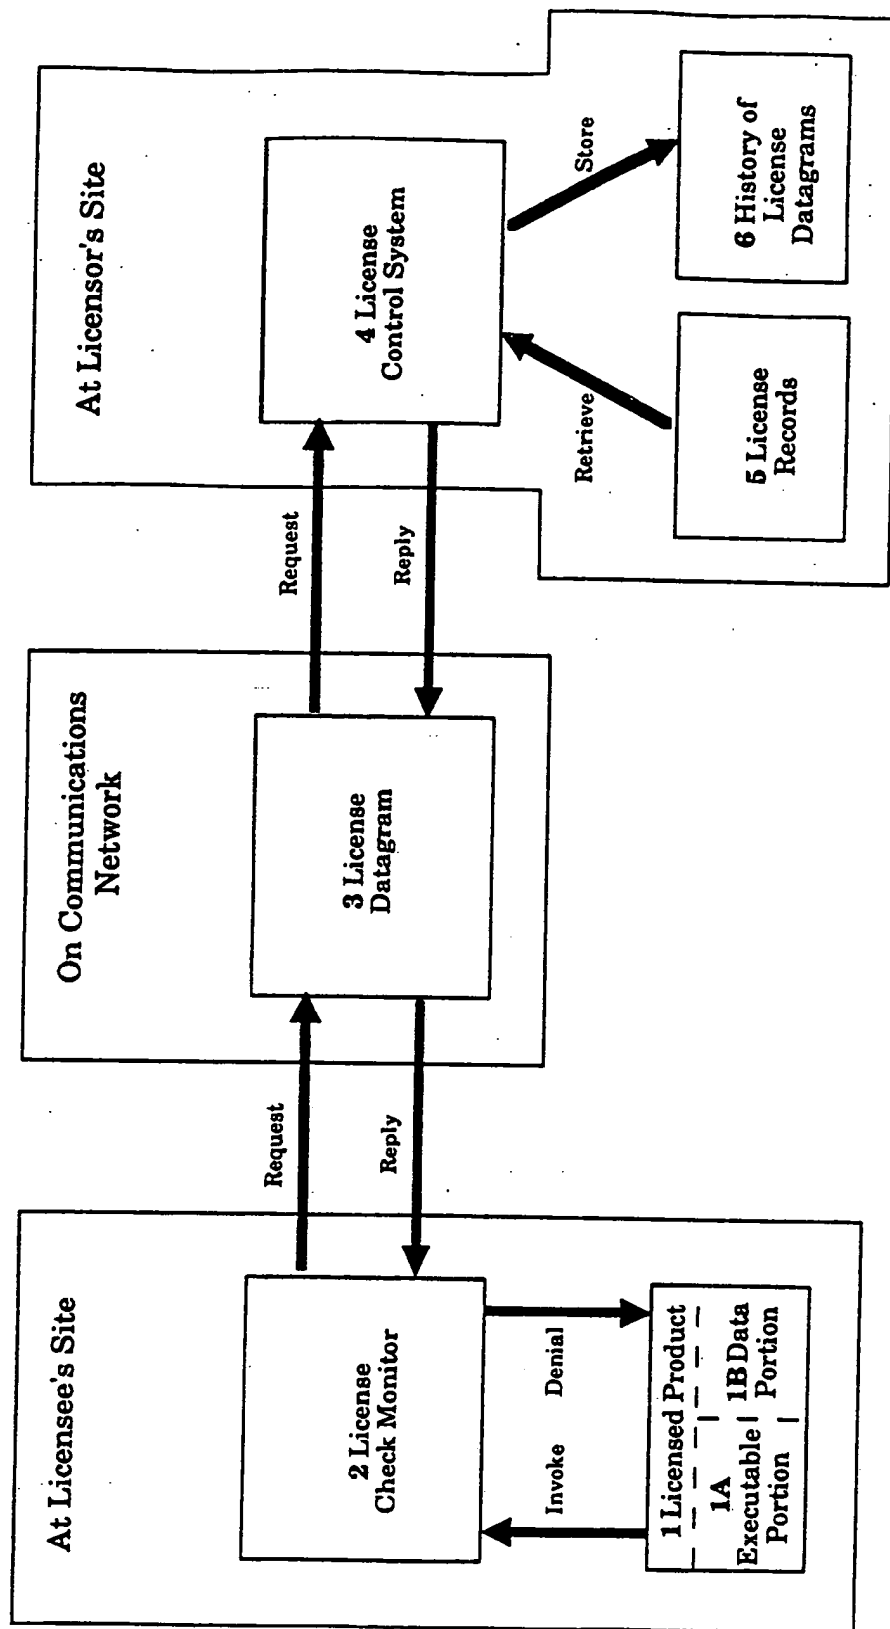 At Licensee's Site
2 License
Check Monitor
Invoke
Denial
1 Licensed Product
1A
Executable
Portion
1B Data
Portion
Request
Reply
On Communications
Network
3 License
Datagram
Request
Reply
At Licensor's Site
4 License
Control System
Retrieve
Store
5 License
Records
6 History of
License
Datagrams